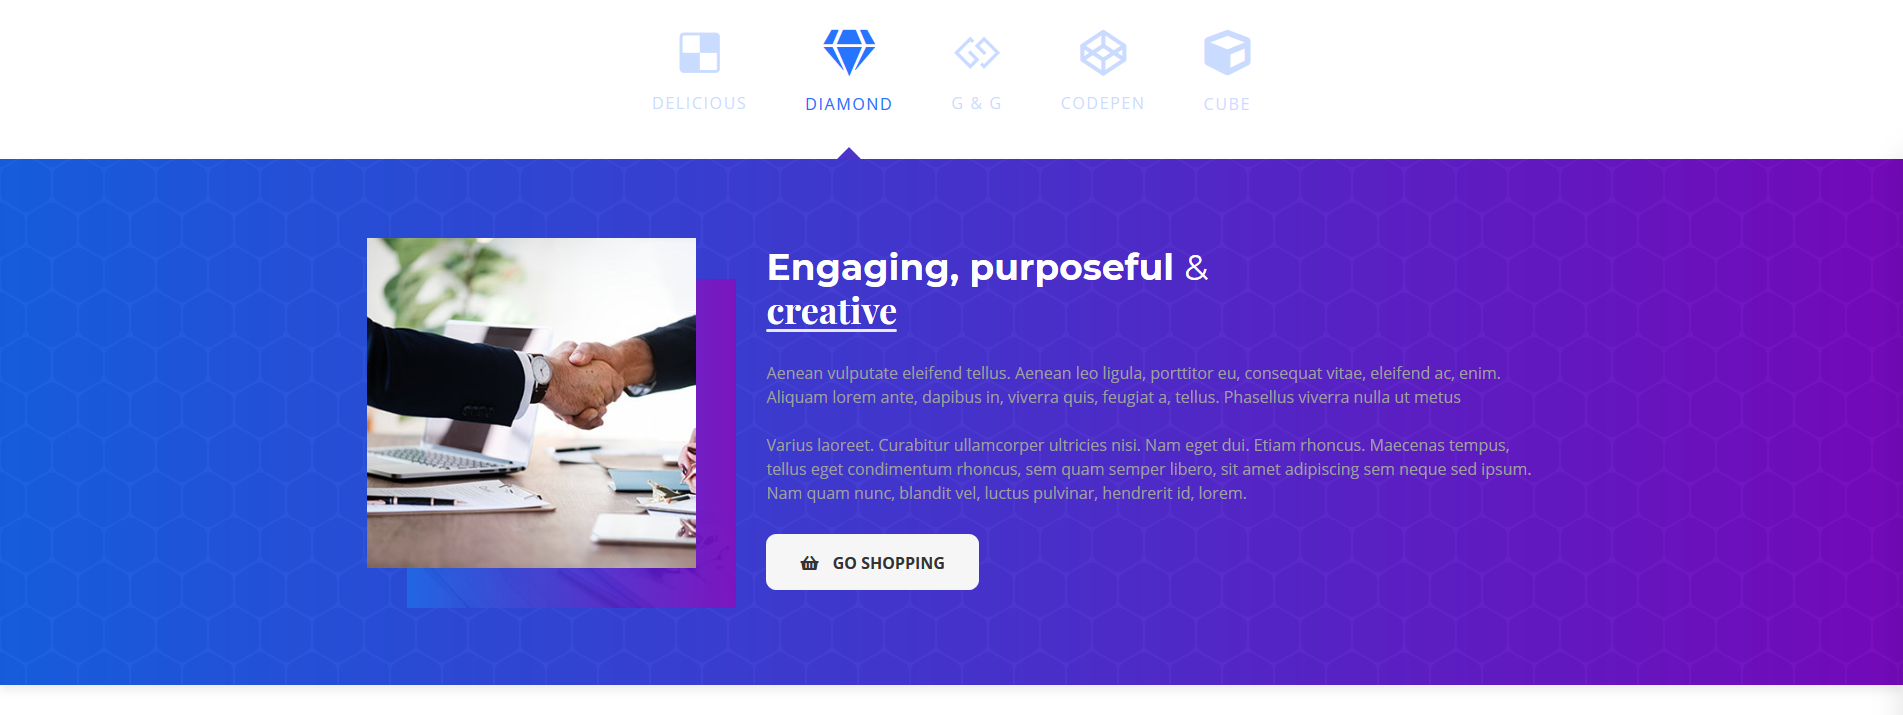 DELICIOUS DIAMOND G & G CODEPEN CUBE
Engaging, purposeful &
creative
Aenean vulputate eleifend tellus. Aenean leo ligula, porttitor eu, consequat vitae, eleifend ac, enim.
Aliquam lorem ante, dapibus in, viverra quis, feugiat a, tellus. Phasellus viverra nulla ut metus
Varius laoreet. Curabitur ullamcorper ultricies nisi. Nam eget dui. Etiam rhoncus. Maecenas tempus,
tellus eget condimentum rhoncus, sem quam semper libero, sit amet adipiscing sem neque sed ipsum.
Nam quam nunc, blandit vel, luctus pulvinar, hendrerit id, lorem.
GO SHOPPING